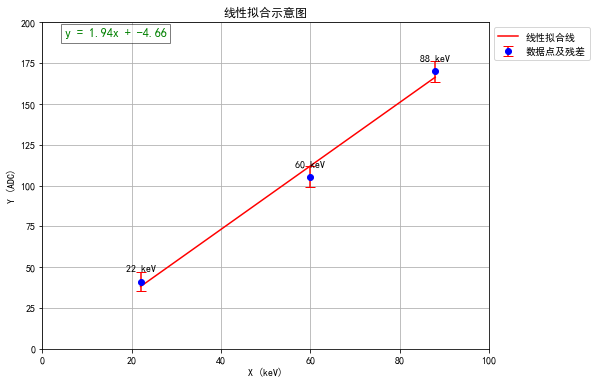 线性拟合示意图
y = 1.94x + -4.66
线性拟合线
数据点及残差
88 keV
60 keV
22 keV
Y (ADC)
200
175
150
125
100
75
50
25
0
0 20 40 60 80 100
X (keV)